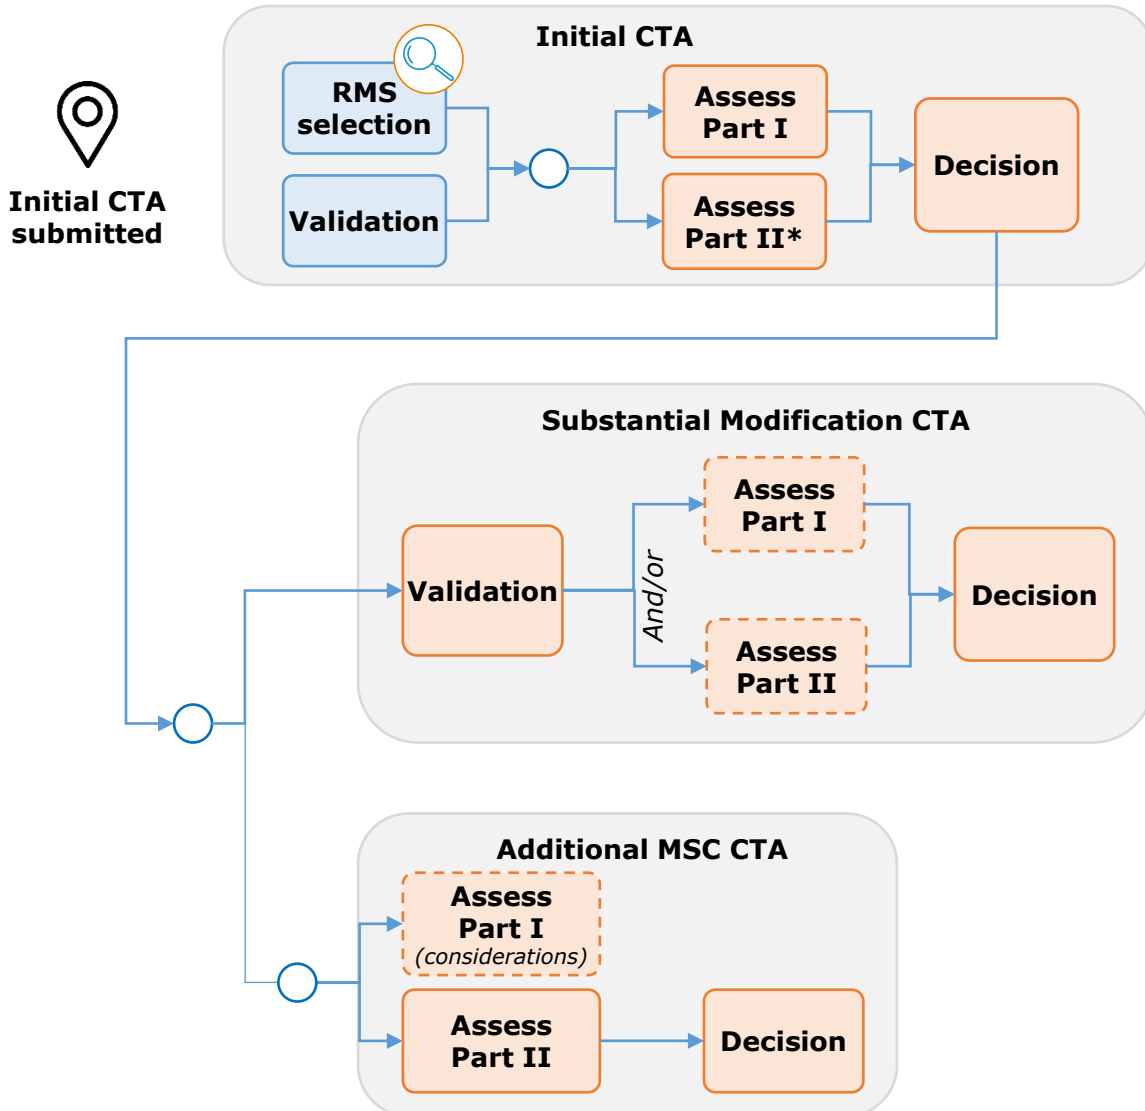 Initial CTA
RMS
selection
Validation
Assess
Part I
Assess
Part II*
Decision
Initial CTA
submitted
Substantial Modification CTA
Validation
And/or
Assess
Part I
Assess
Part II
Decision
Additional MSC CTA
Assess
Part I
(considerations)
Assess
Part II
Decision